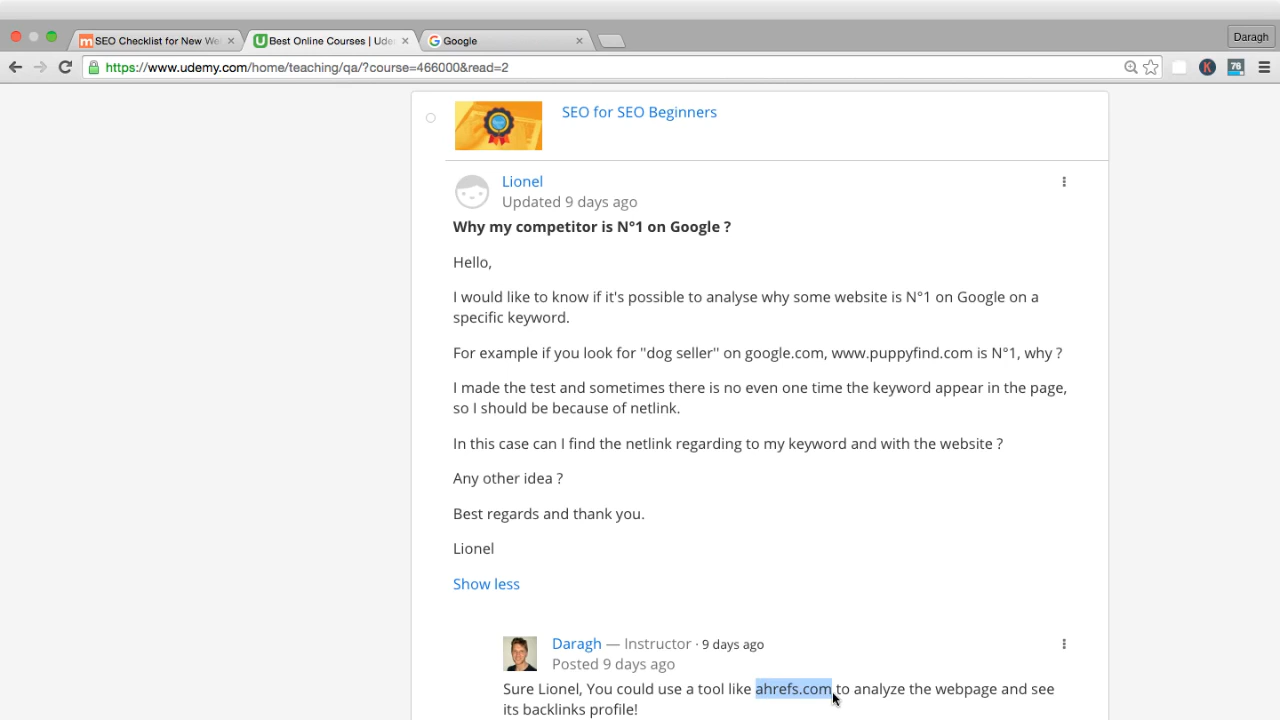 SEO Checklist for New We
Best Online Courses | Ude
Google
Daragh
https://www.udemy.com/home/teaching/qa/?course=466000&read=2
K
76
SEO for SEO Beginners
Lionel
Updated 9 days ago
Why my competitor is N°1 on Google ?
Hello,
I would like to know if it's possible to analyse why some website is N°1 on Google on a
specific keyword.
For example if you look for "dog seller" on google.com, www.puppyfind.com is N°1, why ?
I made the test and sometimes there is no even one time the keyword appear in the page,
so I should be because of netlink.
In this case can I find the netlink regarding to my keyword and with the website ?
Any other idea ?
Best regards and thank you.
Lionel
Show less
Daragh — Instructor · 9 days ago
Posted 9 days ago
Sure Lionel, You could use a tool like ahrefs.com to analyze the webpage and see
its backlinks profile!